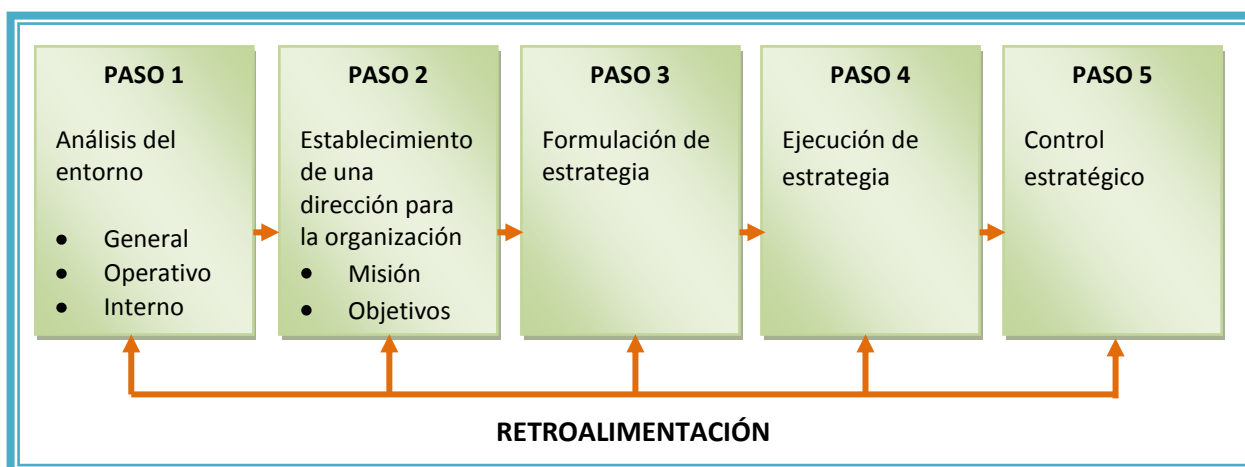 PASO 1
Análisis del
entorno
• General
• Operativo
• Interno
PASO 2
Establecimiento
de una
dirección para
la organización
• Misión
• Objetivos
PASO 3
Formulación de
estrategia
PASO 4
Ejecución de
estrategia
PASO 5
Control
estratégico
RETROALIMENTACIÓN